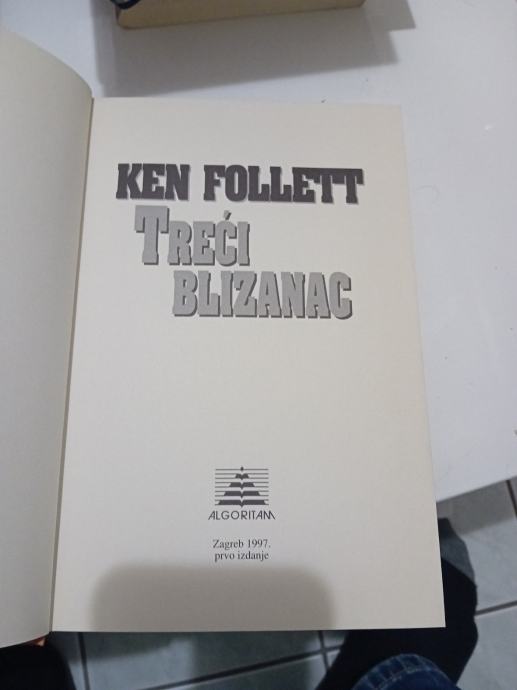 KEN FOLLETT
TREĆI
BLIZANAC
ALGORITAM
Zagreb 1997.
prvo izdanje